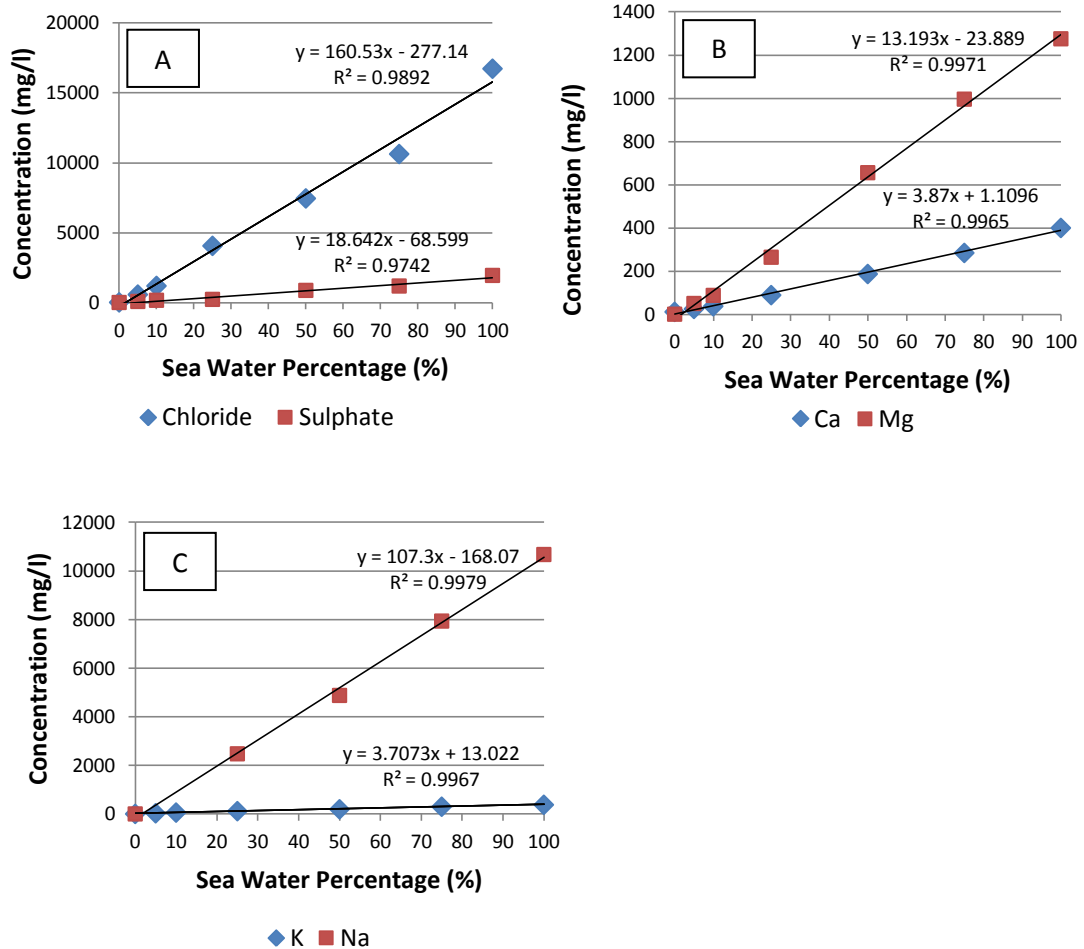 A
20000
15000
10000
5000
0
Concentration (mg/l)
y = 160.53x - 277.14
R² = 0.9892
y = 18.642x - 68.599
R² = 0.9742
0 10 20 30 40 50 60 70 80 90 100
Sea Water Percentage (%)
Chloride Sulphate
B
1400
1200
1000
800
600
400
200
0
Concentration (mg/l)
y = 13.193x - 23.889
R² = 0.9971
y = 3.87x + 1.1096
R² = 0.9965
0 10 20 30 40 50 60 70 80 90 100
Sea Water Percentage (%)
Ca Mg
C
12000
10000
8000
6000
4000
2000
0
Concentration (mg/l)
y = 107.3x - 168.07
R² = 0.9979
y = 3.7073x + 13.022
R² = 0.9967
0 10 20 30 40 50 60 70 80 90 100
Sea Water Percentage (%)
K Na